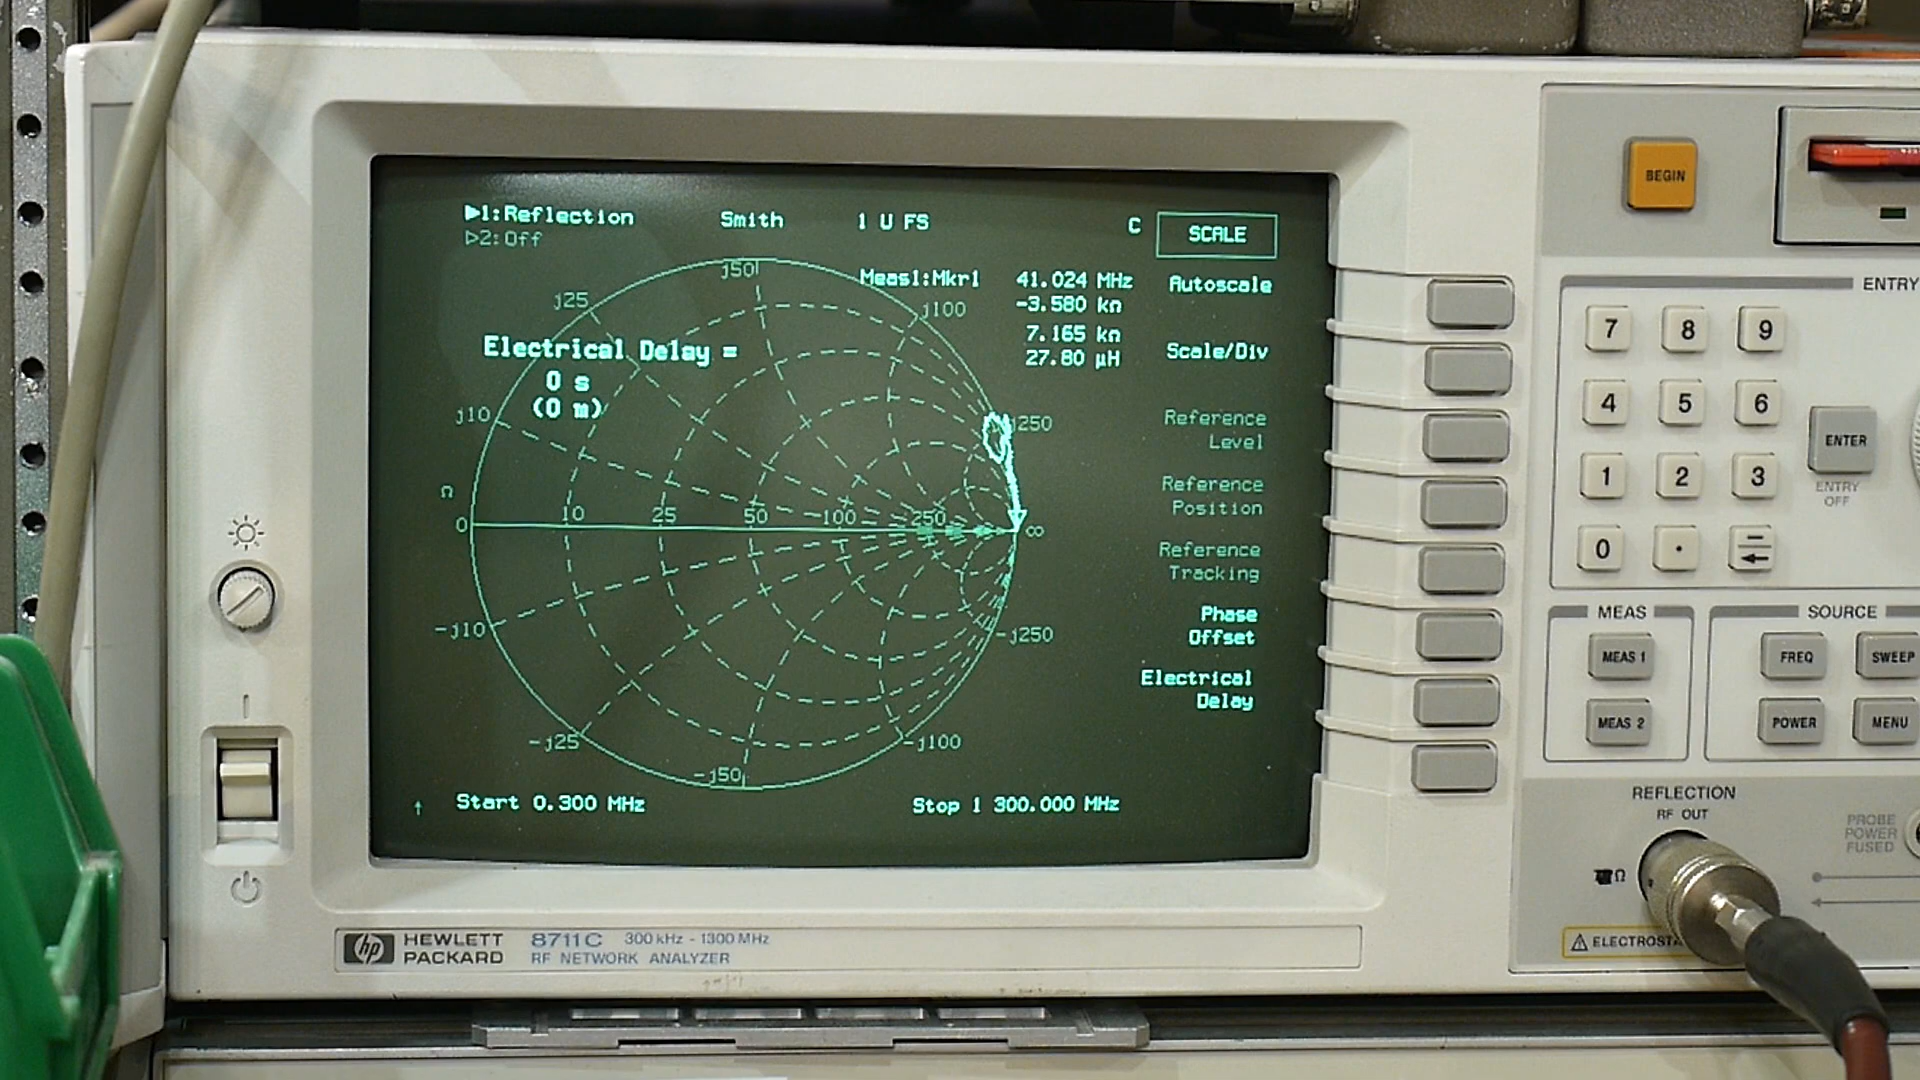 ▶1:Reflection Smith 1 U FS C
▷2:Off
SCALE
Meas1:Mkr1 41.024 MHz
-3.580 kΩ
7.165 kΩ
27.80 µH
Electrical Delay =
0 s
(0 m)
j50
j25
j100
j10
j250
Ω
0 10 25 50 100 250 ∞
-j10
-j250
-j25
-j100
-j50
Start 0.300 MHz Stop 1 300.000 MHz
Autoscale
Scale/Div
Reference
Level
Reference
Position
Reference
Tracking
Phase
Offset
Electrical
Delay
hp HEWLETT
PACKARD
8711C 300 kHz - 1300 MHz
RF NETWORK ANALYZER
BEGIN
ENTRY
7 8 9
4 5 6
1 2 3
0 . −
←
ENTER
ENTRY
OFF
MEAS
MEAS 1
MEAS 2
SOURCE
FREQ SWEEP
POWER MENU
REFLECTION
RF OUT
Ω
PROBE
POWER
FUSED
⚠ ELECTROSTA